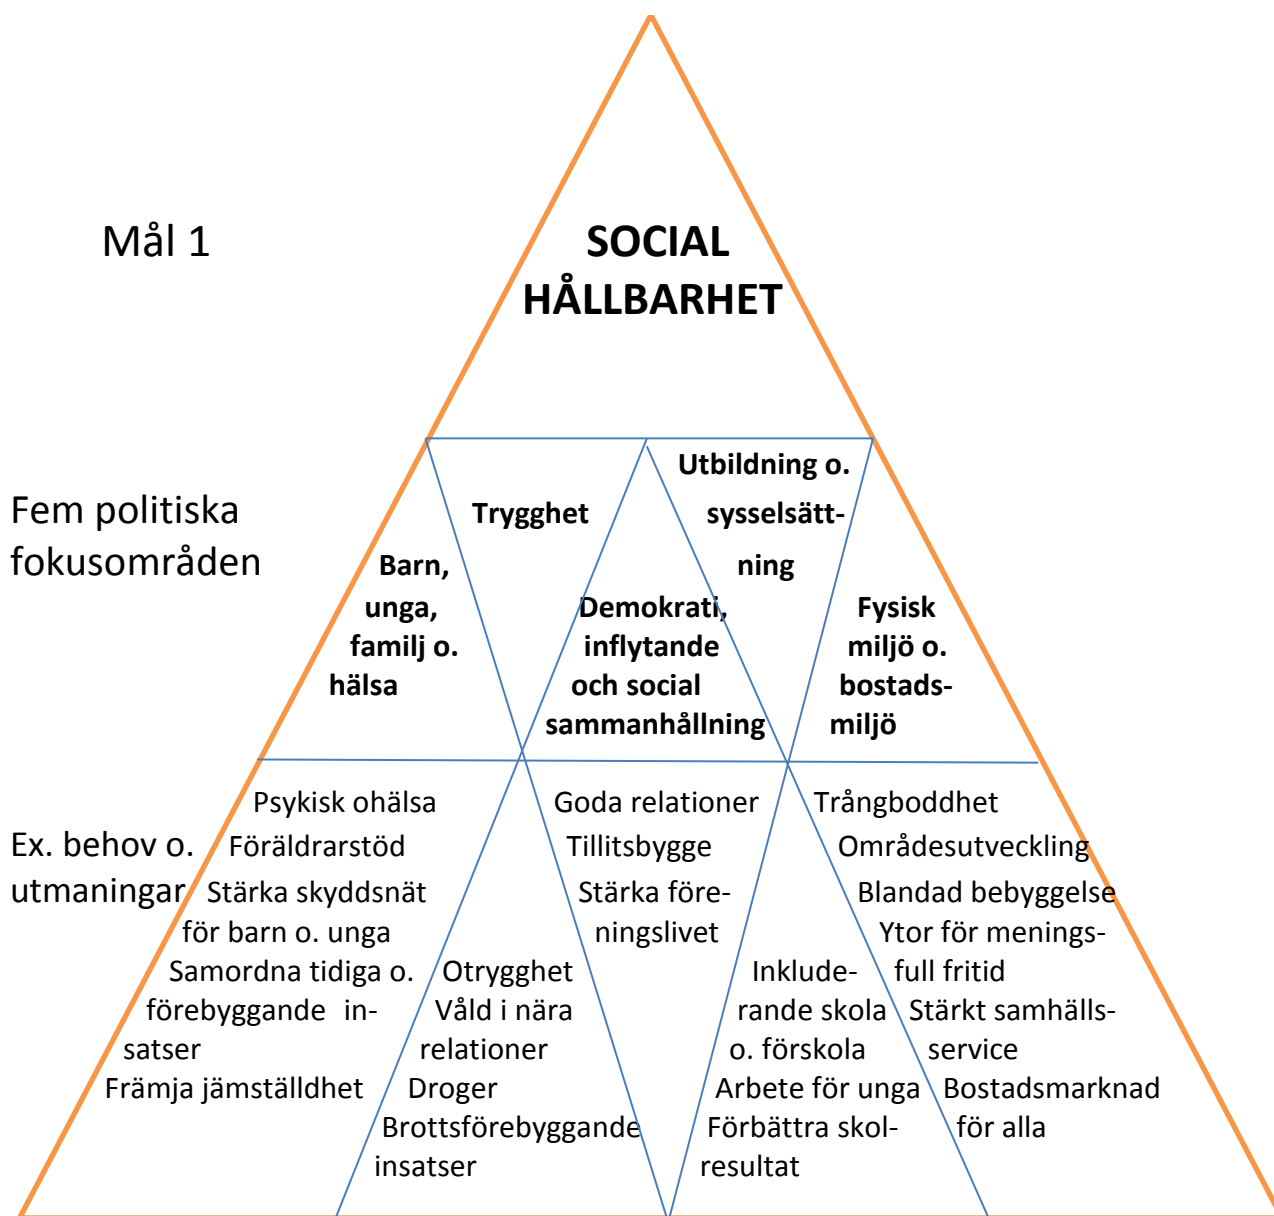 Mål 1
SOCIAL
HÅLLBARHET
Fem politiska
fokusområden
Barn,
unga,
familj o.
hälsa
Trygghet
Demokrati,
inflytande
och social
sammanhållning
Utbildning o.
sysselsätt-
ning
Fysisk
miljö o.
bostads-
miljö
Ex. behov o.
utmaningar
Psykisk ohälsa
Föräldrarstöd
Stärka skyddsnät
för barn o. unga
Samordna tidiga o.
förebyggande in-
satser
Främja jämställdhet
Otrygghet
Våld i nära
relationer
Droger
Brottsförebyggande
insatser
Goda relationer
Tillitsbygge
Stärka före-
ningslivet
Inklude-
rande skola
o. förskola
Arbete för unga
Förbättra skol-
resultat
Trångboddhet
Områdesutveckling
Blandad bebyggelse
Ytor för menings-
full fritid
Stärkt samhälls-
service
Bostadsmarknad
för alla